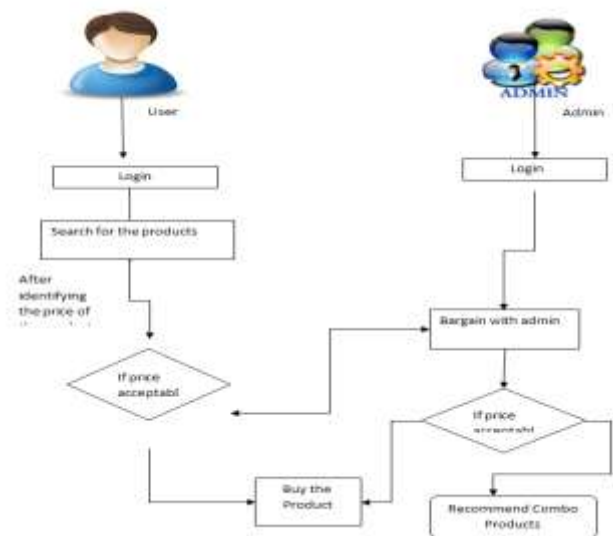 ADMIN
User
Admin
Login
Login
Search for the products
After
identifying
the price of
Bargain with admin
If price
acceptabl
If price
acceptabl
Buy the
Product
Recommend Combo
Products